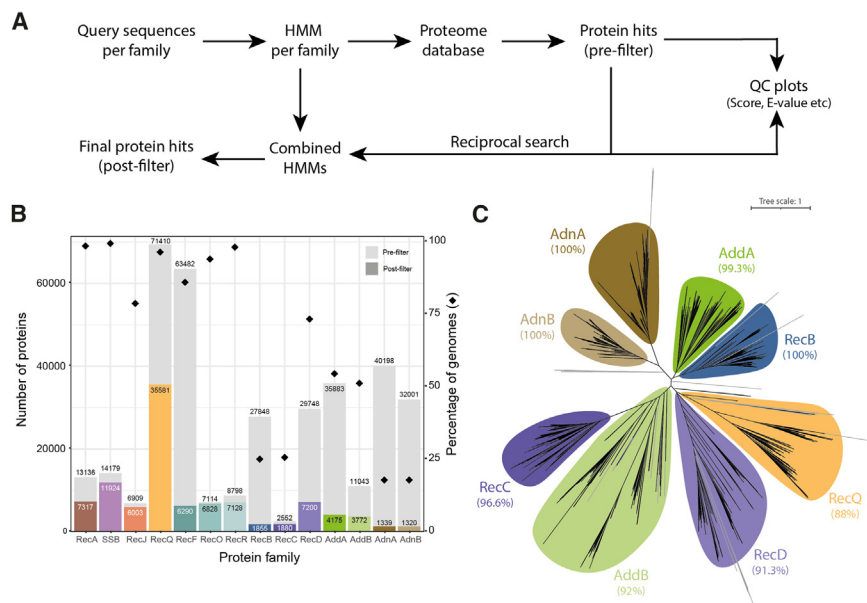 A
Query sequences
per family
HMM
per family
Proteome
database
Protein hits
(pre-filter)
QC plots
(Score, E-value etc)
Reciprocal search
Final protein hits
(post-filter)
Combined
HMMs
B
Number of proteins
60000
40000
20000
0
13136
7317
14179
11924
6909
6003
71410
35581
63482
6290
7114
6828
8798
7128
27848
1855
2552
1880
29748
7200
35883
4175
11043
3772
40198
1339
32001
1320
Pre-filter
Post-filter
100
75
50
25
0
Percentage of genomes (◆)
RecA SSB RecJ RecQ RecF RecO RecR RecB RecC RecD AddA AddB AdnA AdnB
Protein family
C
Tree scale: 1
AdnA
(100%)
AddA
(99.3%)
AdnB
(100%)
RecB
(100%)
RecC
(96.6%)
RecQ
(88%)
AddB
(92%)
RecD
(91.3%)